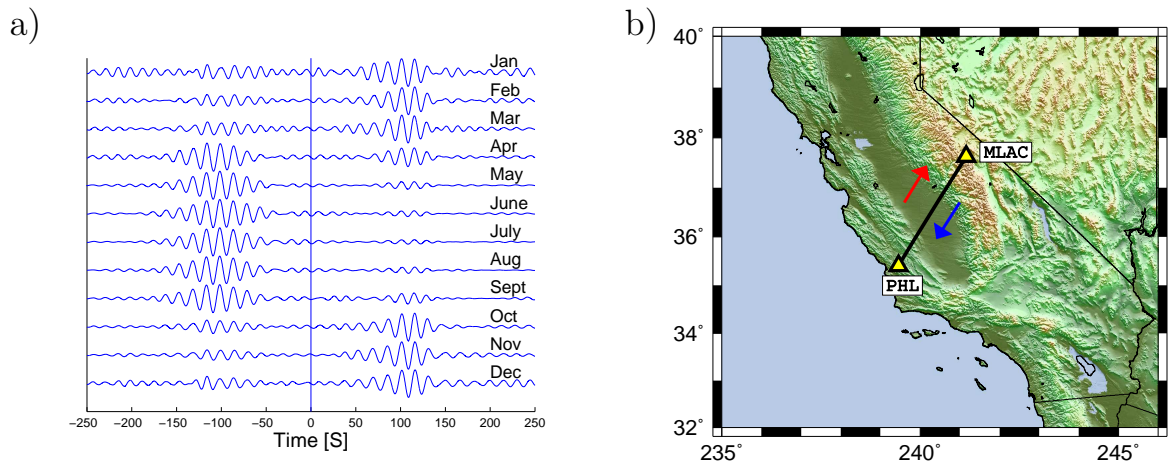 a)
Jan
Feb
Mar
Apr
May
June
July
Aug
Sept
Oct
Nov
Dec
-250 -200 -150 -100 -50 0 50 100 150 200 250
Time [S]
b)
40°
38°
36°
34°
32°
235° 240° 245°
MLAC
PHL